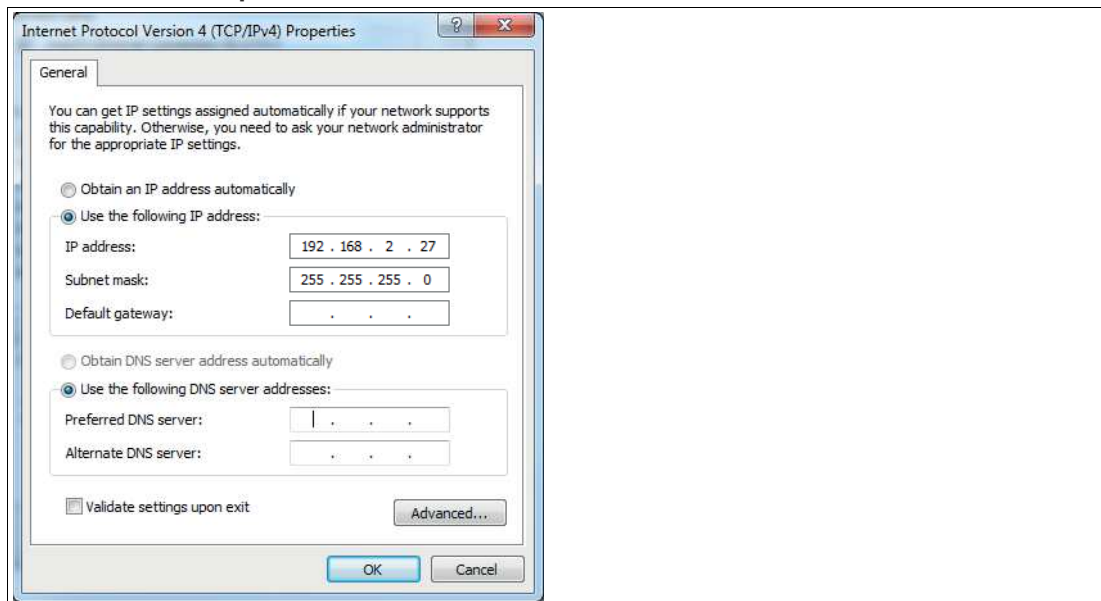 Internet Protocol Version 4 (TCP/IPv4) Properties
General
You can get IP settings assigned automatically if your network supports
this capability. Otherwise, you need to ask your network administrator
for the appropriate IP settings.
Obtain an IP address automatically
Use the following IP address:
IP address: 192 . 168 . 2 . 27
Subnet mask: 255 . 255 . 255 . 0
Default gateway: . . .
Obtain DNS server address automatically
Use the following DNS server addresses:
Preferred DNS server: . . .
Alternate DNS server: . . .
Validate settings upon exit
Advanced...
OK Cancel